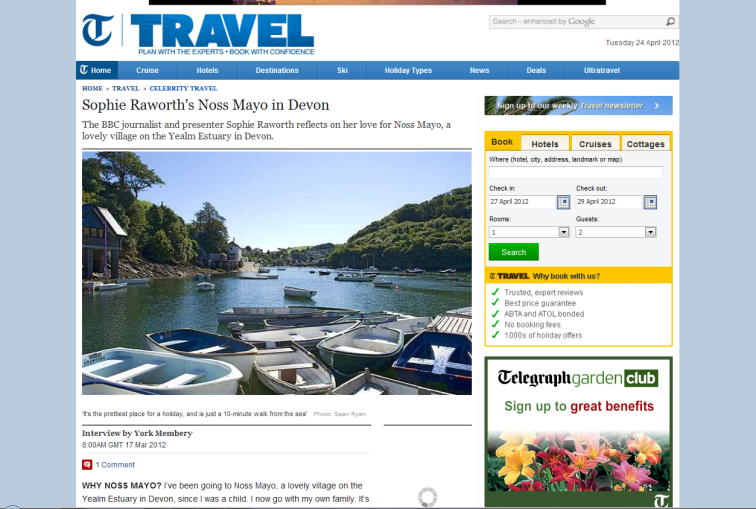 TRAVEL
PLAN WITH THE EXPERTS • BOOK WITH CONFIDENCE
Search - enhanced by Google
Tuesday 24 April 2012
Home Cruise Hotels Destinations Ski Holiday Types News Deals Ultratravel
HOME » TRAVEL » CELEBRITY TRAVEL
Sophie Raworth's Noss Mayo in Devon
The BBC journalist and presenter Sophie Raworth reflects on her love for Noss Mayo, a
lovely village on the Yealm Estuary in Devon.
'It's the prettiest place for a holiday, and is just a 10-minute walk from the sea' Photo: Sean Ryan.
Interview by York Membery
8:00AM GMT 17 Mar 2012
1 Comment
WHY NOSS MAYO? I've been going to Noss Mayo, a lovely village on the
Yealm Estuary in Devon, since I was a child. I now go with my own family. It's
Sign up to our weekly Travel newsletter
Book Hotels Cruises Cottages
Where (hotel, city, address, landmark or map)
Check in: Check out:
27 April 2012 29 April 2012
Rooms: Guests:
1 2
Search
TRAVEL Why book with us?
Trusted, expert reviews
Best price guarantee
ABTA and ATOL bonded
No booking fees
1000s of holiday offers
Telegraph garden club
Sign up to great benefits